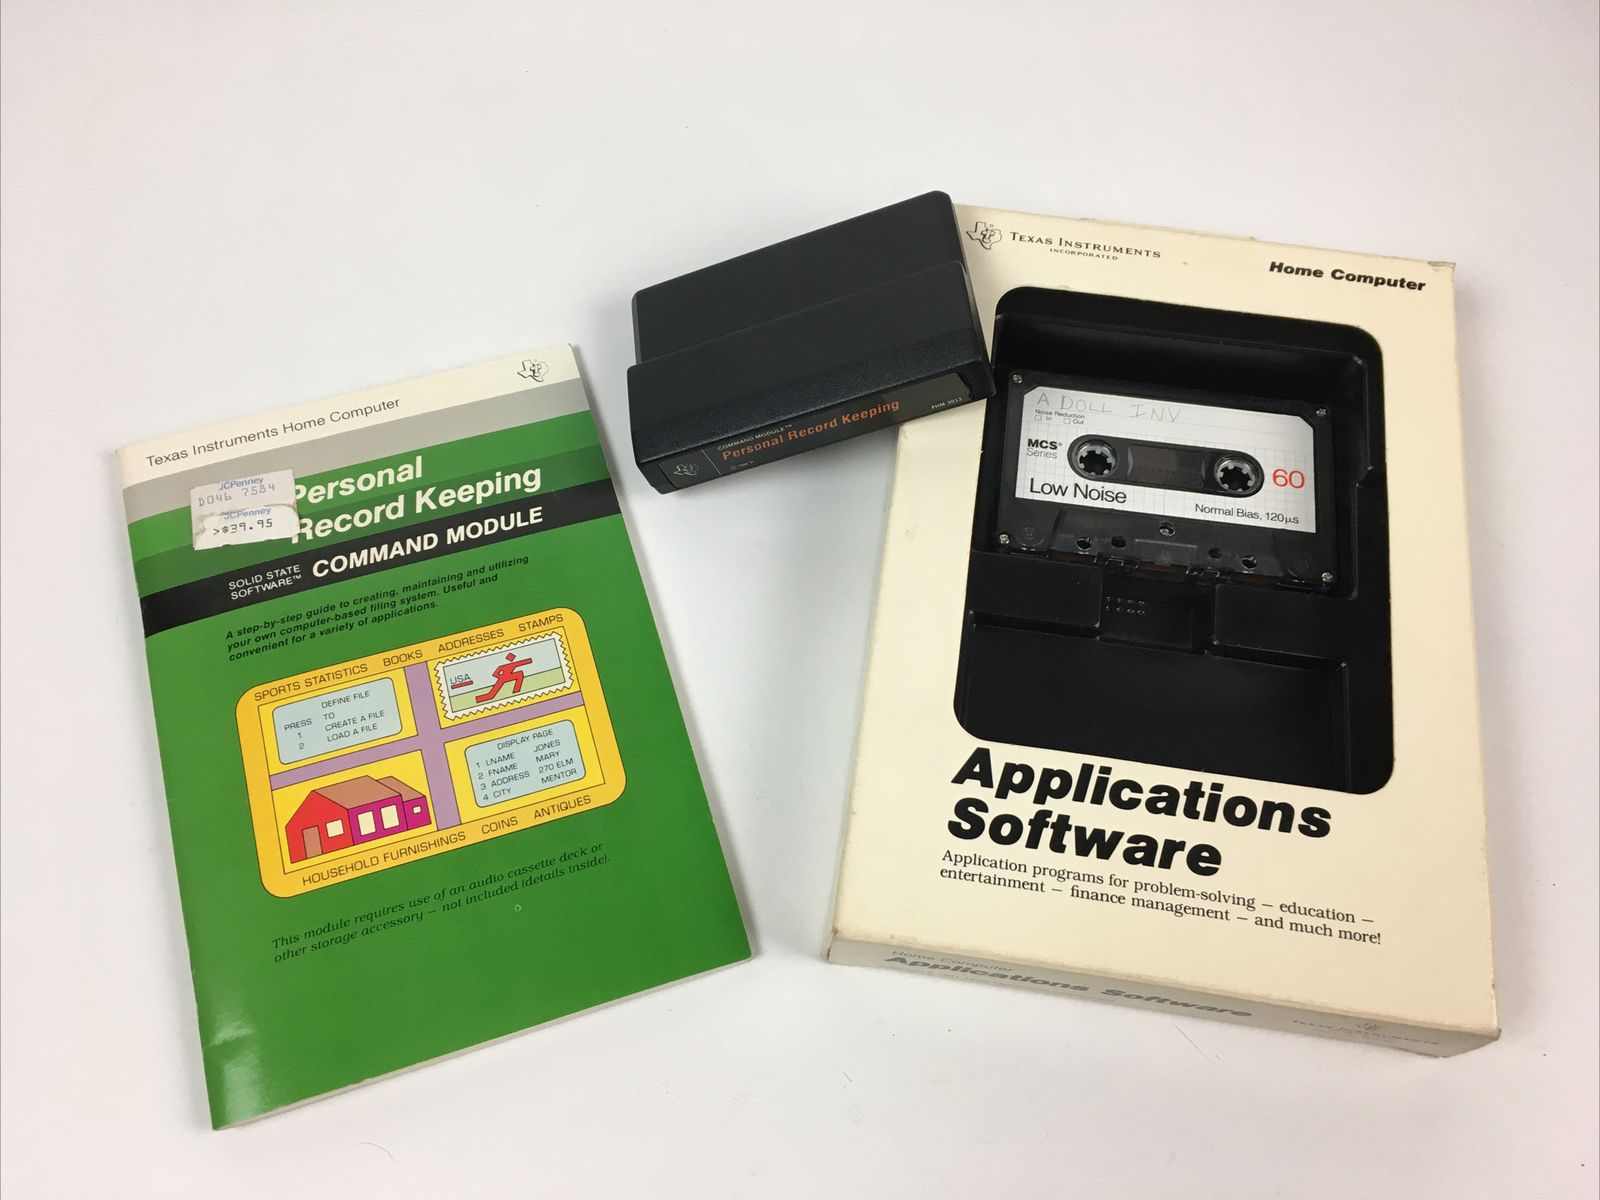 Texas Instruments Home Computer
JCPenney
D046 7584
JCPenney
>$39.95
Personal
Record Keeping
SOLID STATE
SOFTWARE™
COMMAND MODULE
A step-by-step guide to creating, maintaining and utilizing
your own computer-based filing system. Useful and
convenient for a variety of applications.
SPORTS STATISTICS BOOKS ADDRESSES STAMPS
DEFINE FILE
PRESS TO
1 CREATE A FILE
2 LOAD A FILE
USA
DISPLAY PAGE
1 LNAME JONES
2 FNAME MARY
3 ADDRESS 270 ELM
4 CITY MENTOR
HOUSEHOLD FURNISHINGS COINS ANTIQUES
This module requires use of an audio cassette deck or
other storage accessory — not included (details inside).
COMMAND MODULE™
Personal Record Keeping
PHM 3013
TEXAS INSTRUMENTS
INCORPORATED
Home Computer
A DOLL INV
Noise Reduction
In Out
MCS®
Series
60
Low Noise
Normal Bias, 120µs
Applications
Software
Application programs for problem-solving — education —
entertainment — finance management — and much more!
Home Computer
Applications Software
TEXAS INSTRUMENTS